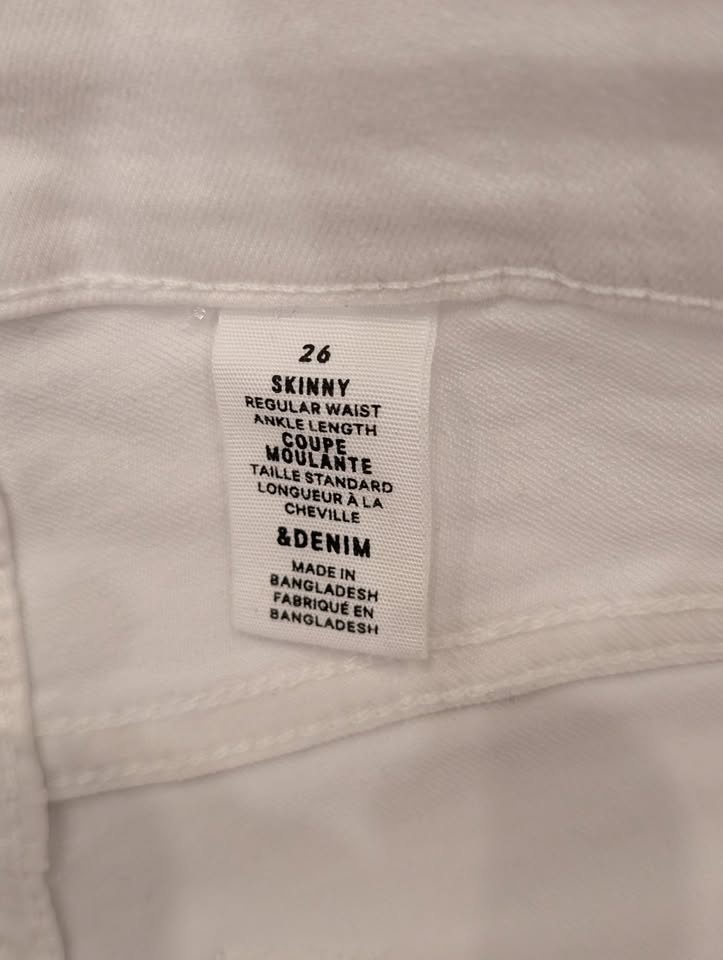 26
SKINNY
REGULAR WAIST
ANKLE LENGTH
COUPE
MOULANTE
TAILLE STANDARD
LONGUEUR À LA
CHEVILLE
&DENIM
MADE IN
BANGLADESH
FABRIQUÉ EN
BANGLADESH